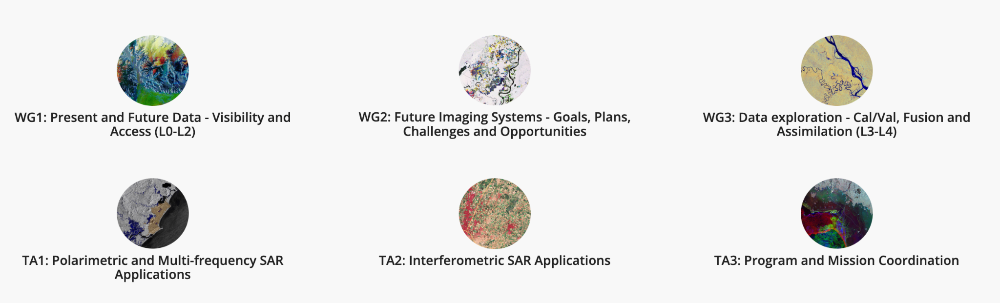 WG1: Present and Future Data - Visibility and
Access (L0-L2)
WG2: Future Imaging Systems - Goals, Plans,
Challenges and Opportunities
WG3: Data exploration - Cal/Val, Fusion and
Assimilation (L3-L4)
TA1: Polarimetric and Multi-frequency SAR
Applications
TA2: Interferometric SAR Applications
TA3: Program and Mission Coordination